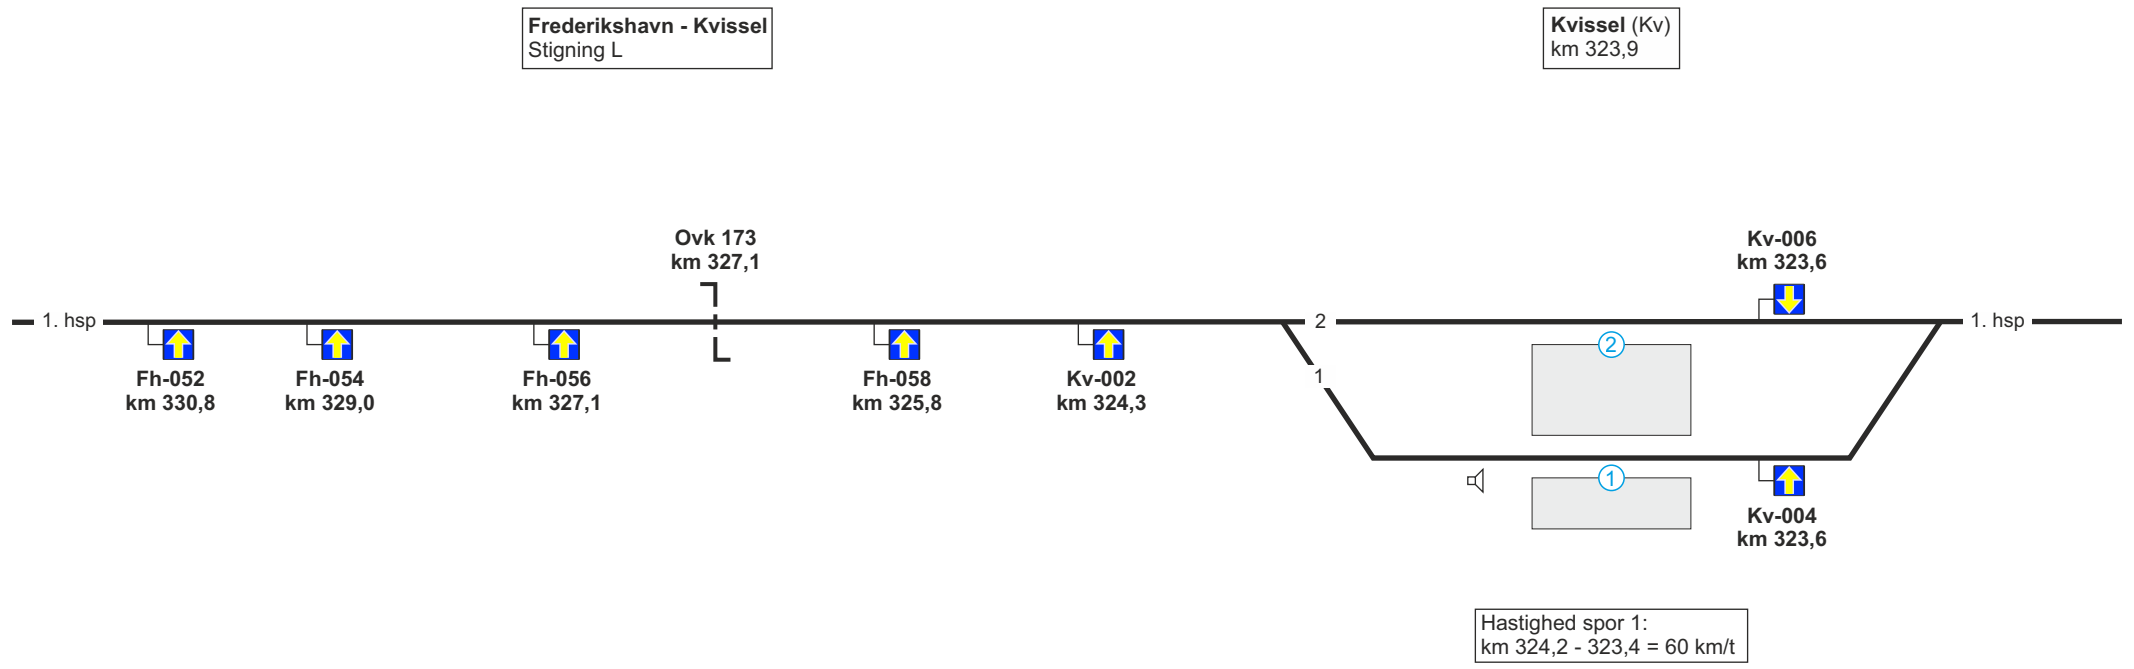 Frederikshavn - Kvissel
Stigning L
Kvissel (Kv)
km 323,9
Ovk 173
km 327,1
Kv-006
km 323,6
1. hsp
2
1. hsp
Fh-052
km 330,8
Fh-054
km 329,0
Fh-056
km 327,1
Fh-058
km 325,8
Kv-002
km 324,3
1
2
1
Kv-004
km 323,6
Hastighed spor 1:
km 324,2 - 323,4 = 60 km/t